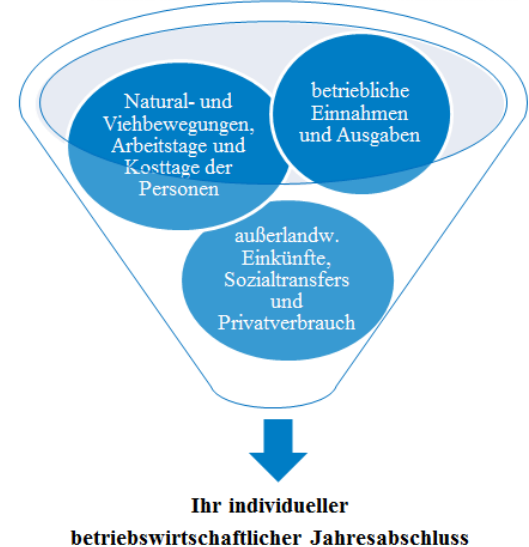 Natural- und
Viehbewegungen,
Arbeitstage und
Kosttage der
Personen
betriebliche
Einnahmen
und Ausgaben
außerlandw.
Einkünfte,
Sozialtransfers
und
Privatverbrauch
Ihr individueller
betriebswirtschaftlicher Jahresabschluss